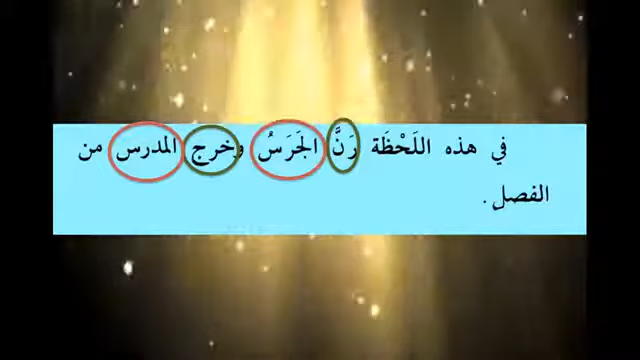 في هذه اللَحْظَة رَنَّ الجَرَسُ وخرج المدرس من
الفصل.